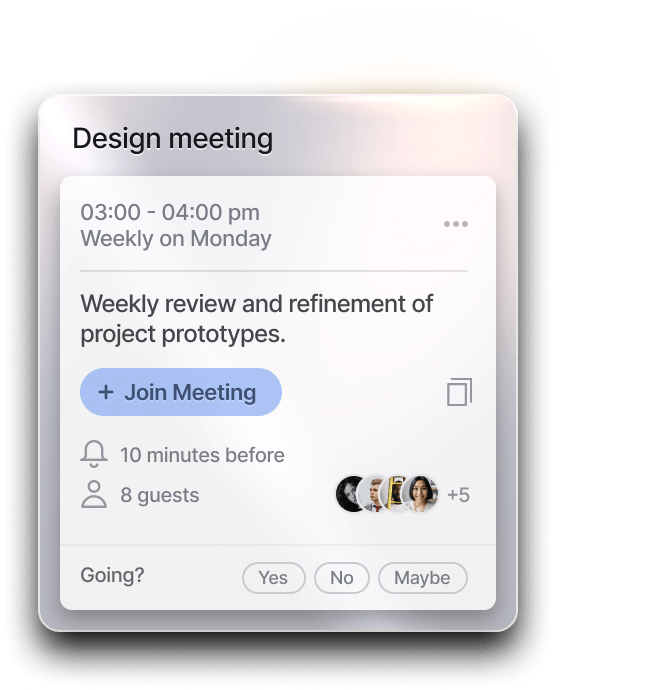 Design meeting
03:00 - 04:00 pm
Weekly on Monday
Weekly review and refinement of
project prototypes.
+ Join Meeting
10 minutes before
8 guests
+5
Going?
Yes
No
Maybe